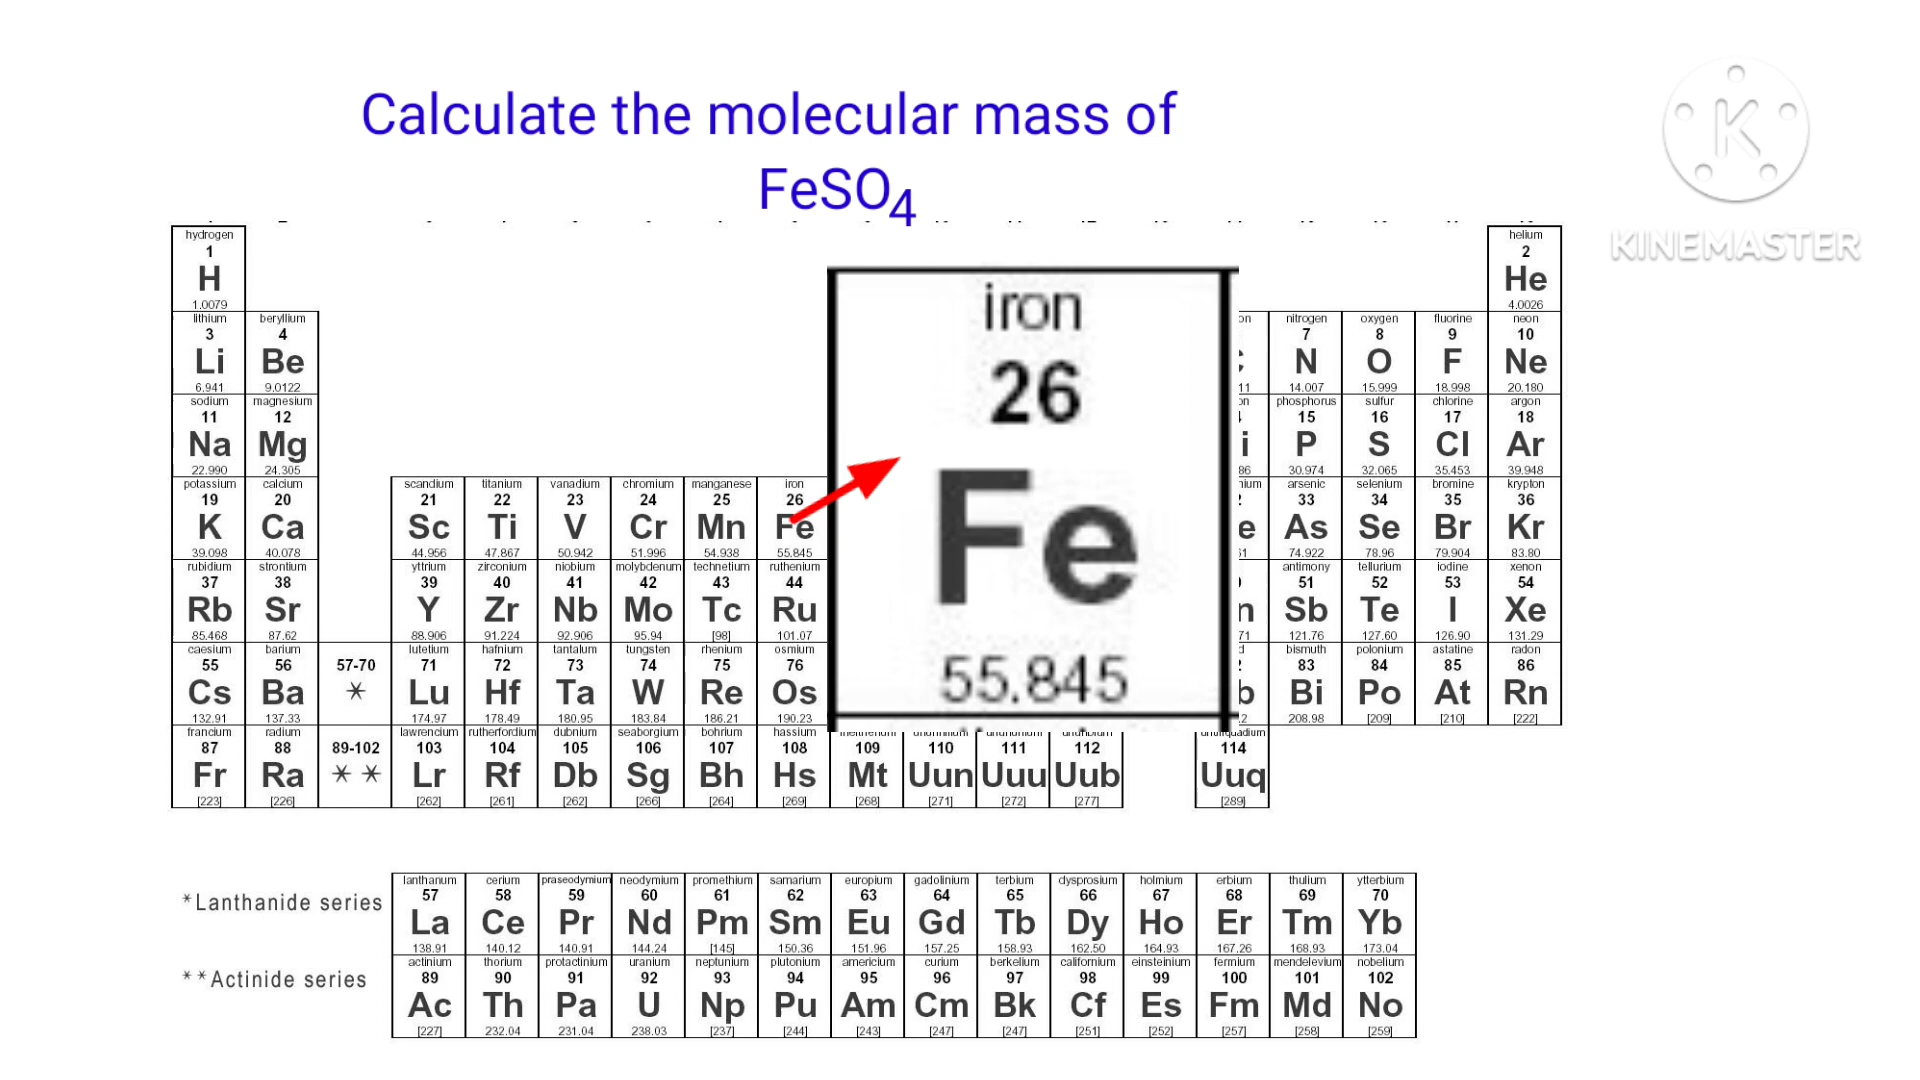 Calculate the molecular mass of
FeSO4
KINEMASTER
hydrogen helium
1 2
H He
1.0079 4.0026
lithium beryllium iron nitrogen oxygen fluorine neon
3 4 26 7 8 9 10
Li Be Fe N O F Ne
6.941 9.0122 55.845 14.007 15.999 18.998 20.180
sodium magnesium phosphorus sulfur chlorine argon
11 12 15 16 17 18
Na Mg P S Cl Ar
22.990 24.305 30.974 32.065 35.453 39.948
potassium calcium scandium titanium vanadium chromium manganese iron arsenic selenium bromine krypton
19 20 21 22 23 24 25 26 33 34 35 36
K Ca Sc Ti V Cr Mn Fe As Se Br Kr
39.098 40.078 44.956 47.867 50.942 51.996 54.938 55.845 74.922 78.96 79.904 83.80
rubidium strontium yttrium zirconium niobium molybdenum technetium ruthenium antimony tellurium iodine xenon
37 38 39 40 41 42 43 44 51 52 53 54
Rb Sr Y Zr Nb Mo Tc Ru Sb Te I Xe
85.468 87.62 88.906 91.224 92.906 95.94 [98] 101.07 121.76 127.60 126.90 131.29
caesium barium lutetium hafnium tantalum tungsten rhenium osmium bismuth polonium astatine radon
55 56 57-70 71 72 73 74 75 76 83 84 85 86
Cs Ba * Lu Hf Ta W Re Os Bi Po At Rn
132.91 137.33 174.97 178.49 180.95 183.84 186.21 190.23 208.98 [209] [210] [222]
francium radium lawrencium rutherfordium dubnium seaborgium bohrium hassium
87 88 89-102 103 104 105 106 107 108 109 110 111 112 114
Fr Ra * * Lr Rf Db Sg Bh Hs Mt Uun Uuu Uub Uuq
[223] [226] [262] [261] [262] [266] [264] [269] [268] [271] [272] [277] [289]
*Lanthanide series
lanthanum cerium praseodymium neodymium promethium samarium europium gadolinium terbium dysprosium holmium erbium thulium ytterbium
57 58 59 60 61 62 63 64 65 66 67 68 69 70
La Ce Pr Nd Pm Sm Eu Gd Tb Dy Ho Er Tm Yb
138.91 140.12 140.91 144.24 [145] 150.36 151.96 157.25 158.93 162.50 164.93 167.26 168.93 173.04
**Actinide series
actinium thorium protactinium uranium neptunium plutonium americium curium berkelium californium einsteinium fermium mendelevium nobelium
89 90 91 92 93 94 95 96 97 98 99 100 101 102
Ac Th Pa U Np Pu Am Cm Bk Cf Es Fm Md No
[227] 232.04 231.04 238.03 [237] [244] [243] [247] [247] [251] [252] [257] [258] [259]